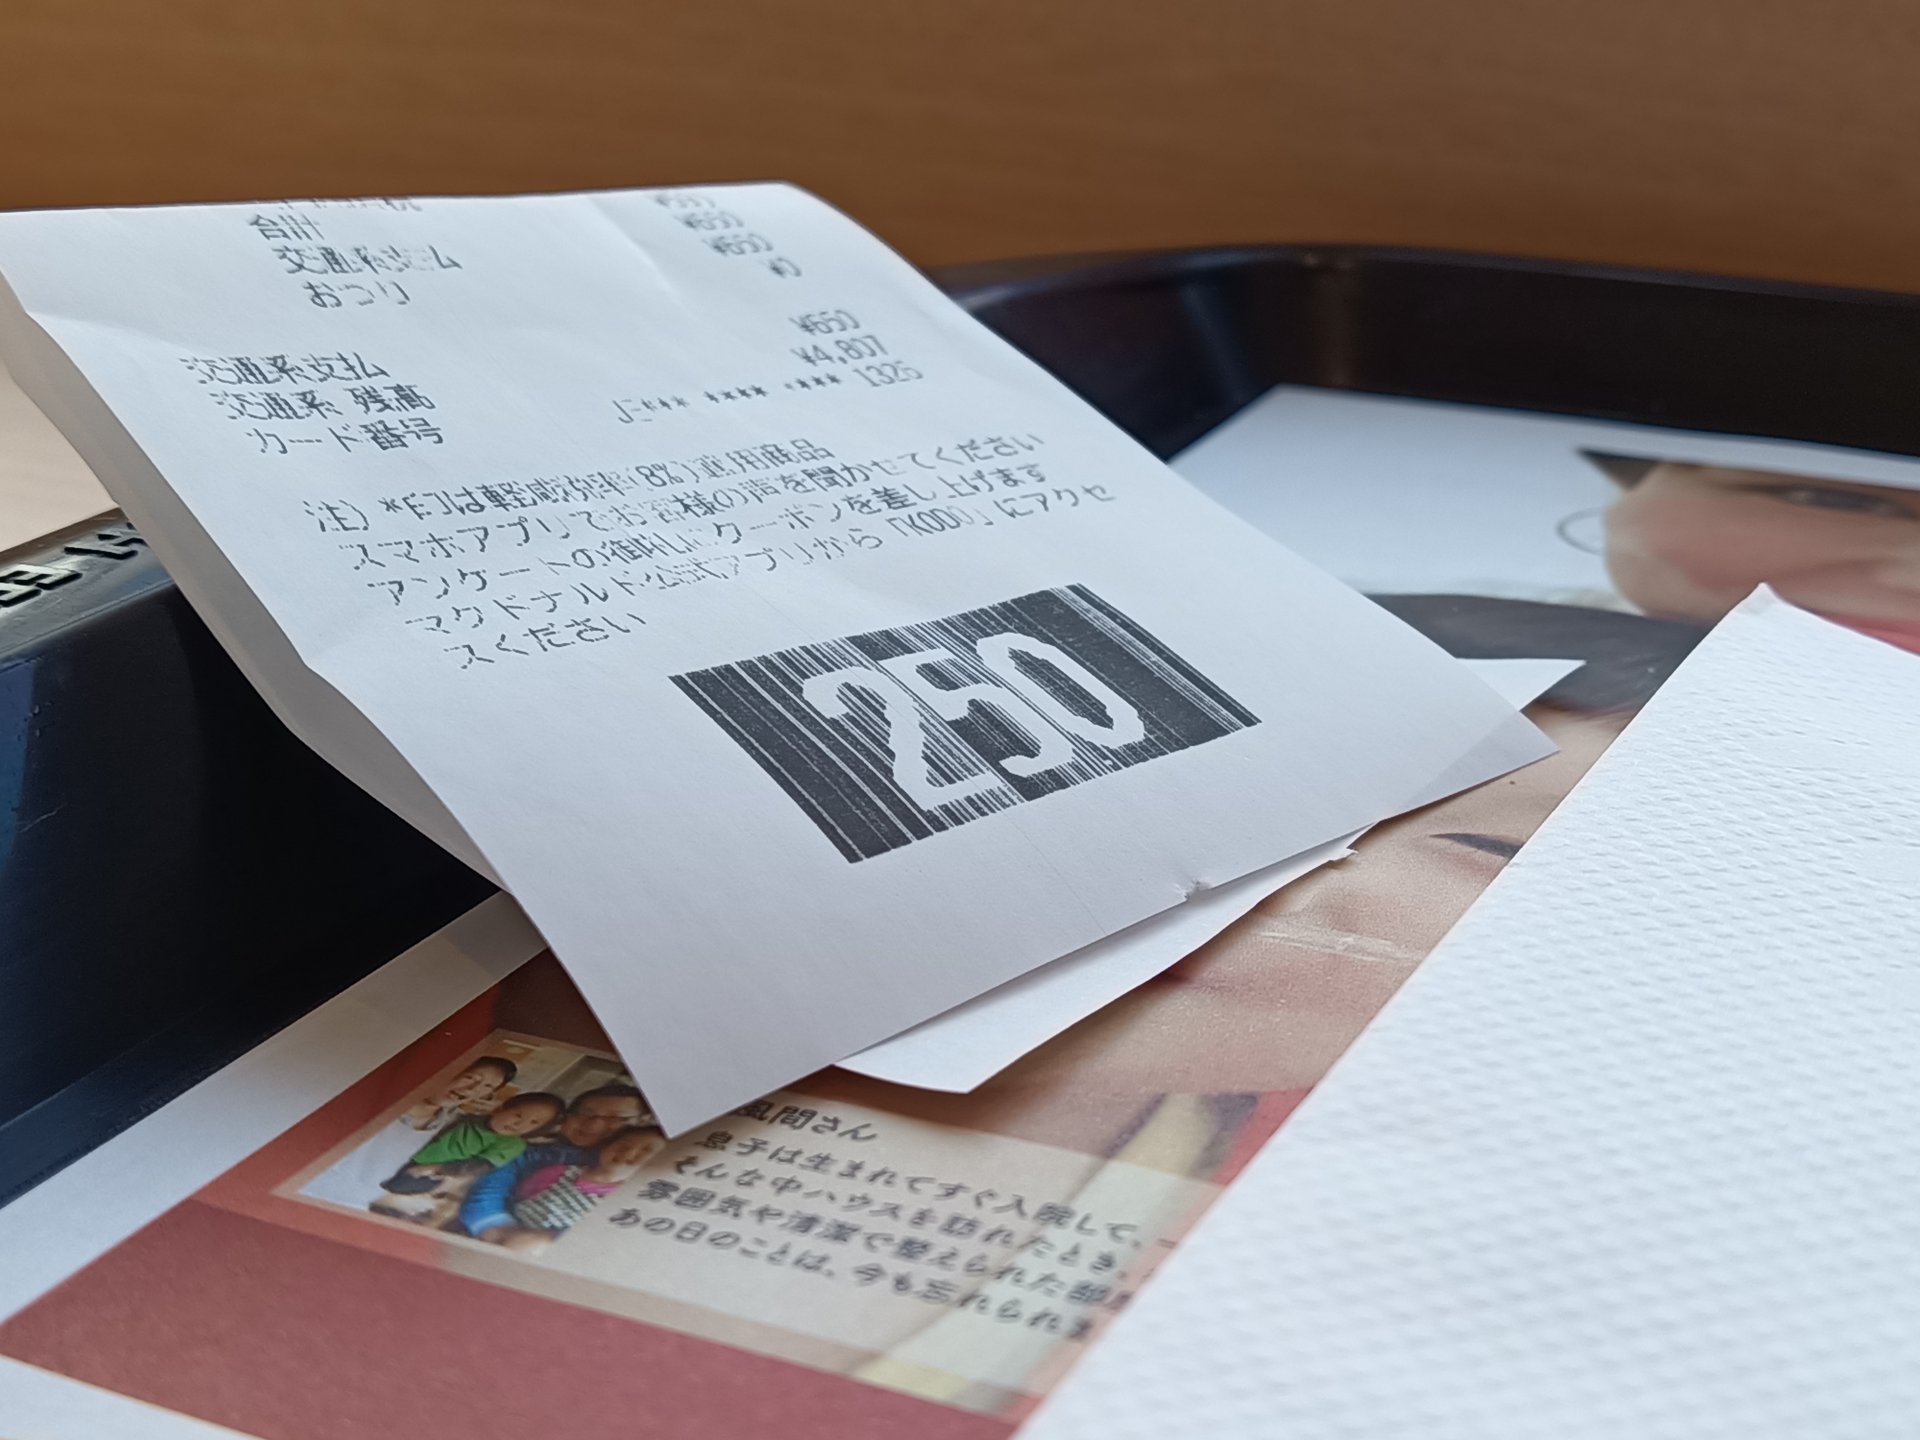 合計 ¥650
交通系支払 ¥650
おつり ¥0
交通系支払 ¥650
交通系 残高 ¥4,807
カード番号 JE*** **** **** 1326
注) *印は軽減税率(8%)適用商品
スマホアプリでお客様の声を聞かせてください
アンケートの御礼にクーポンを差し上げます
マクドナルド公式アプリから「KODO」にアクセ
スください
250
風間さん
息子は生まれてすぐ入院して、
そんな中ハウスを訪れたとき、
雰囲気や清潔で整えられた部
あの日のことは、今も忘れられま